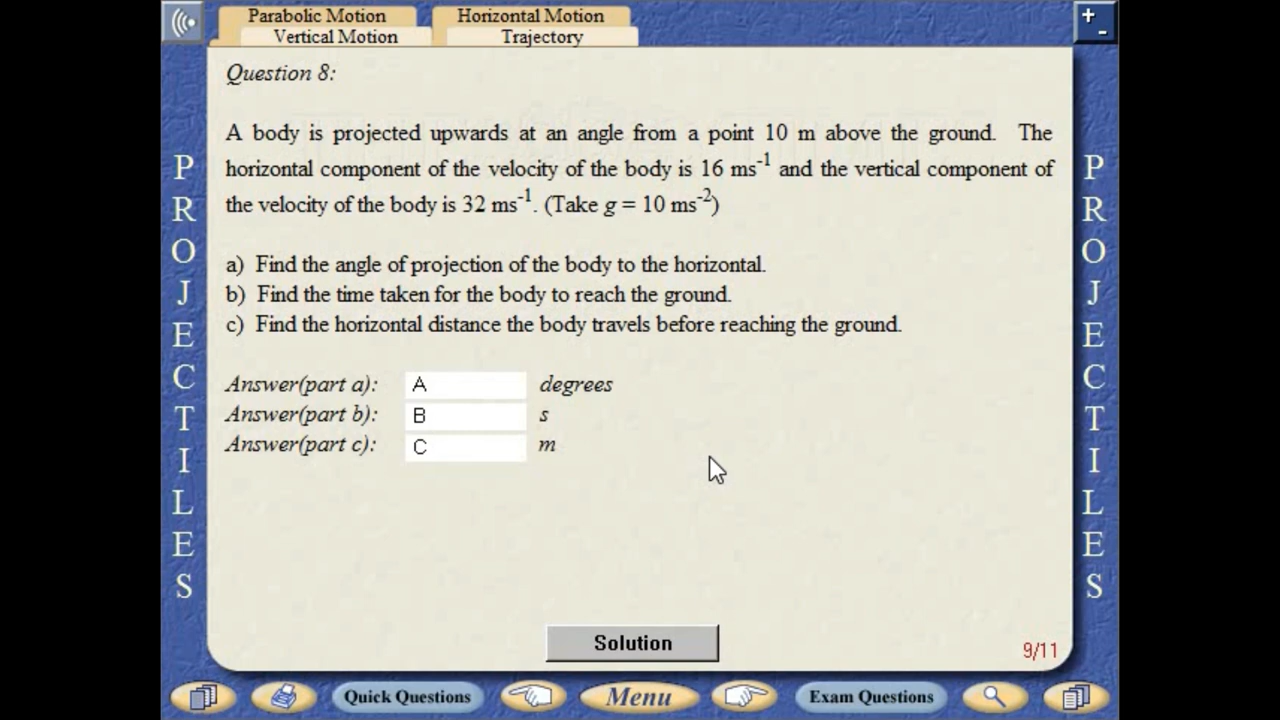 Parabolic Motion
Horizontal Motion
Vertical Motion
Trajectory
+
-
Question 8:
A body is projected upwards at an angle from a point 10 m above the ground. The
horizontal component of the velocity of the body is 16 ms-1 and the vertical component of
the velocity of the body is 32 ms-1. (Take g = 10 ms-2)
a) Find the angle of projection of the body to the horizontal.
b) Find the time taken for the body to reach the ground.
c) Find the horizontal distance the body travels before reaching the ground.
Answer(part a): A degrees
Answer(part b): B s
Answer(part c): C m
PROJECTILES
PROJECTILES
Solution
9/11
Quick Questions
Menu
Exam Questions